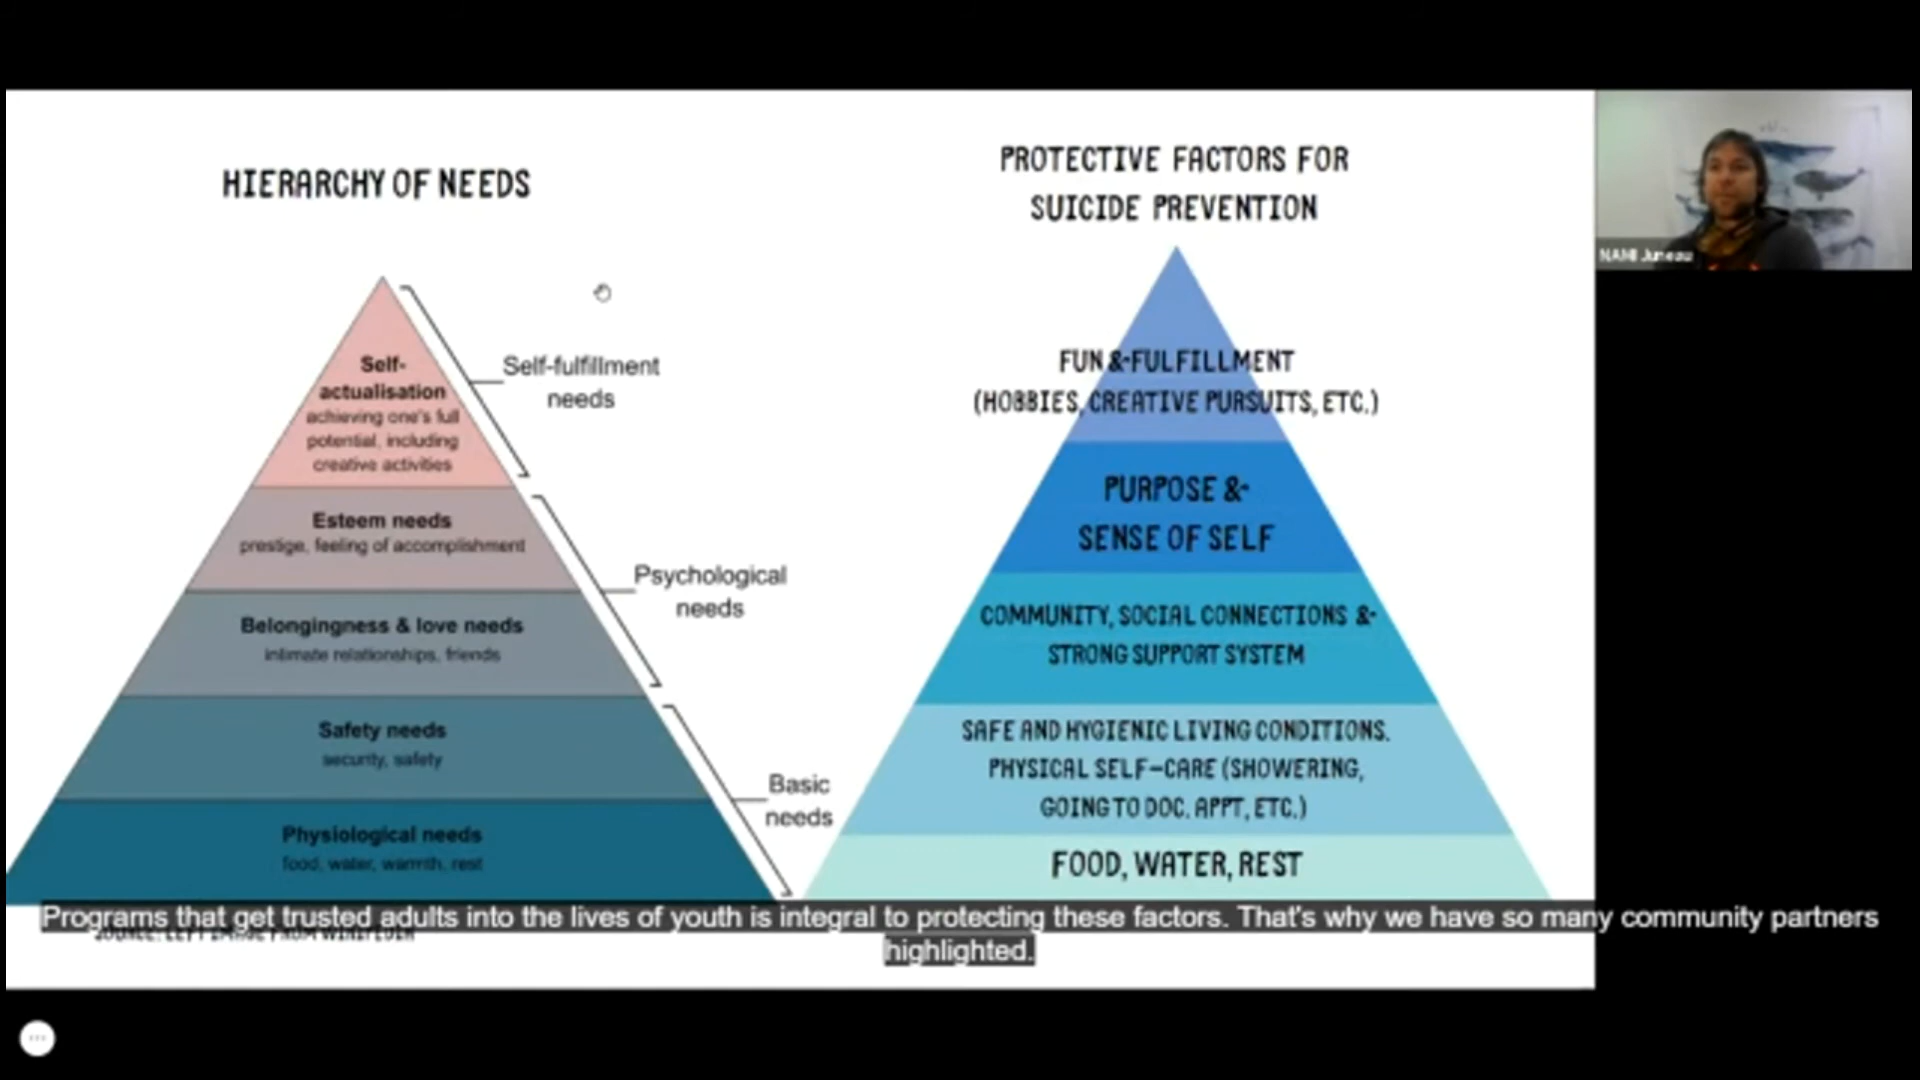 HIERARCHY OF NEEDS
Self-
actualisation
achieving one's full
potential, including
creative activities
Esteem needs
prestige, feeling of accomplishment
Belongingness & love needs
intimate relationships, friends
Safety needs
security, safety
Physiological needs
food, water, warmth, rest
Self-fulfillment
needs
Psychological
needs
Basic
needs
PROTECTIVE FACTORS FOR
SUICIDE PREVENTION
FUN & FULFILLMENT
(HOBBIES, CREATIVE PURSUITS, ETC.)
PURPOSE &
SENSE OF SELF
COMMUNITY, SOCIAL CONNECTIONS &
STRONG SUPPORT SYSTEM
SAFE AND HYGIENIC LIVING CONDITIONS.
PHYSICAL SELF-CARE (SHOWERING,
GOING TO DOC. APPT, ETC.)
FOOD, WATER, REST
NAMI Juneau
SOURCE: LEFT IMAGE FROM WIKIPEDIA
Programs that get trusted adults into the lives of youth is integral to protecting these factors. That's why we have so many community partners
highlighted.